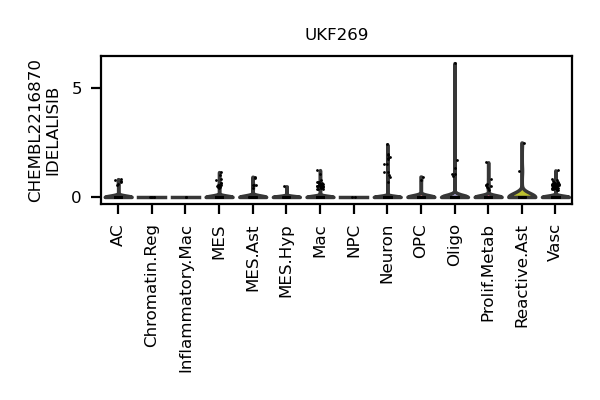 UKF269
CHEMBL2216870
IDELALISIB
5
0
AC
Chromatin.Reg
Inflammatory.Mac
MES
MES.Ast
MES.Hyp
Mac
NPC
Neuron
OPC
Oligo
Prolif.Metab
Reactive.Ast
Vasc